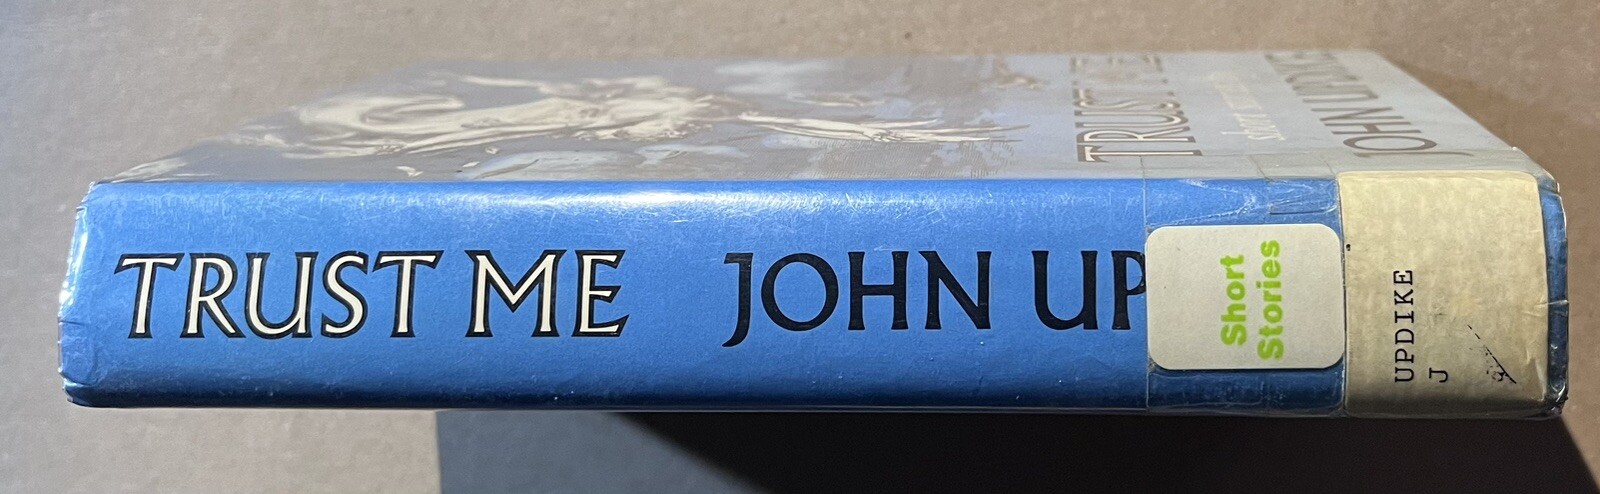 TRUST ME JOHN UP
Short
Stories
UPDIKE
J
TRUST ME
JOHN UPDIKE